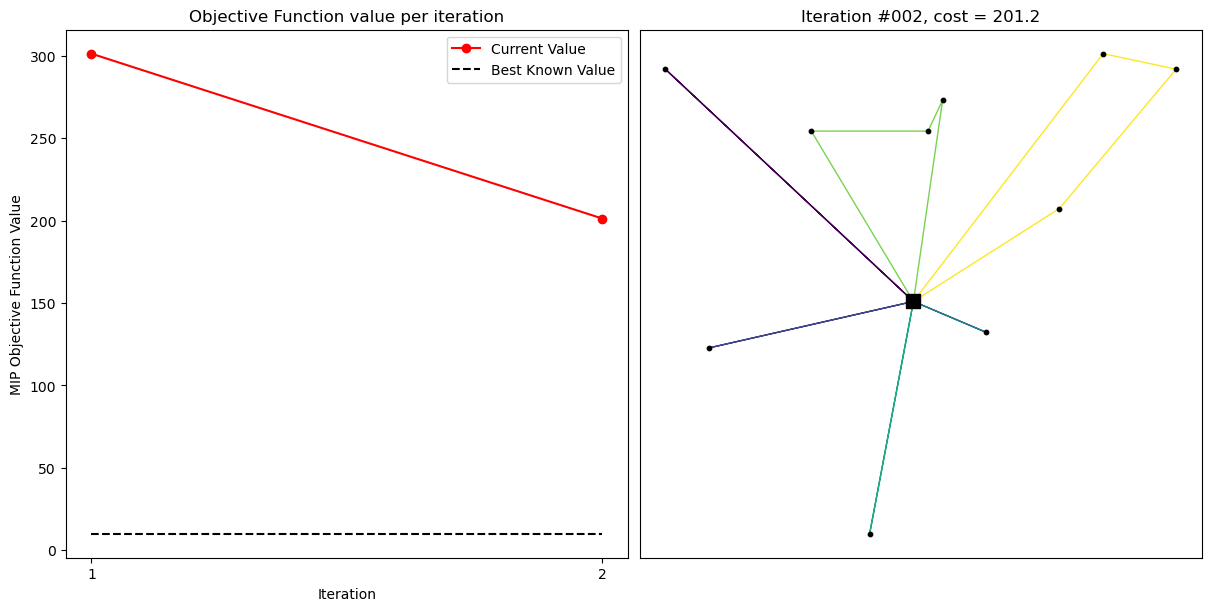 Objective Function value per iteration
300
250
200
150
100
50
0
MIP Objective Function Value
1
2
Iteration
Current Value
Best Known Value
Iteration #002, cost = 201.2